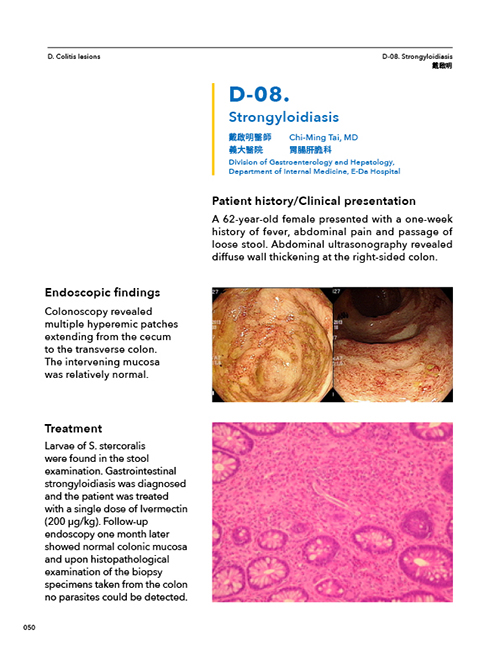 D. Colitis lesions
D-08. Strongyloidiasis
戴啟明
D-08.
Strongyloidiasis
戴啟明醫師 Chi-Ming Tai, MD
義大醫院 胃腸肝膽科
Division of Gastroenterology and Hepatology,
Department of Internal Medicine, E-Da Hospital
Patient history/Clinical presentation
A 62-year-old female presented with a one-week
history of fever, abdominal pain and passage of
loose stool. Abdominal ultrasonography revealed
diffuse wall thickening at the right-sided colon.
Endoscopic findings
Colonoscopy revealed
multiple hyperemic patches
extending from the cecum
to the transverse colon.
The intervening mucosa
was relatively normal.
Treatment
Larvae of S. stercoralis
were found in the stool
examination. Gastrointestinal
strongyloidiasis was diagnosed
and the patient was treated
with a single dose of Ivermectin
(200 μg/kg). Follow-up
endoscopy one month later
showed normal colonic mucosa
and upon histopathological
examination of the biopsy
specimens taken from the colon
no parasites could be detected.
050